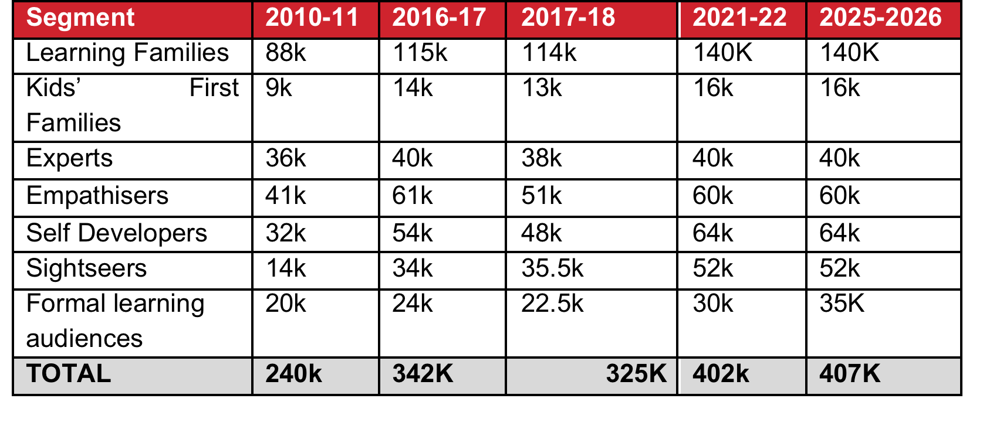 Segment 2010-11 2016-17 2017-18 2021-22 2025-2026
Learning Families 88k 115k 114k 140K 140K
Kids’ First 9k 14k 13k 16k 16k
Families
Experts 36k 40k 38k 40k 40k
Empathisers 41k 61k 51k 60k 60k
Self Developers 32k 54k 48k 64k 64k
Sightseers 14k 34k 35.5k 52k 52k
Formal learning 20k 24k 22.5k 30k 35K
audiences
TOTAL 240k 342K 325K 402k 407K